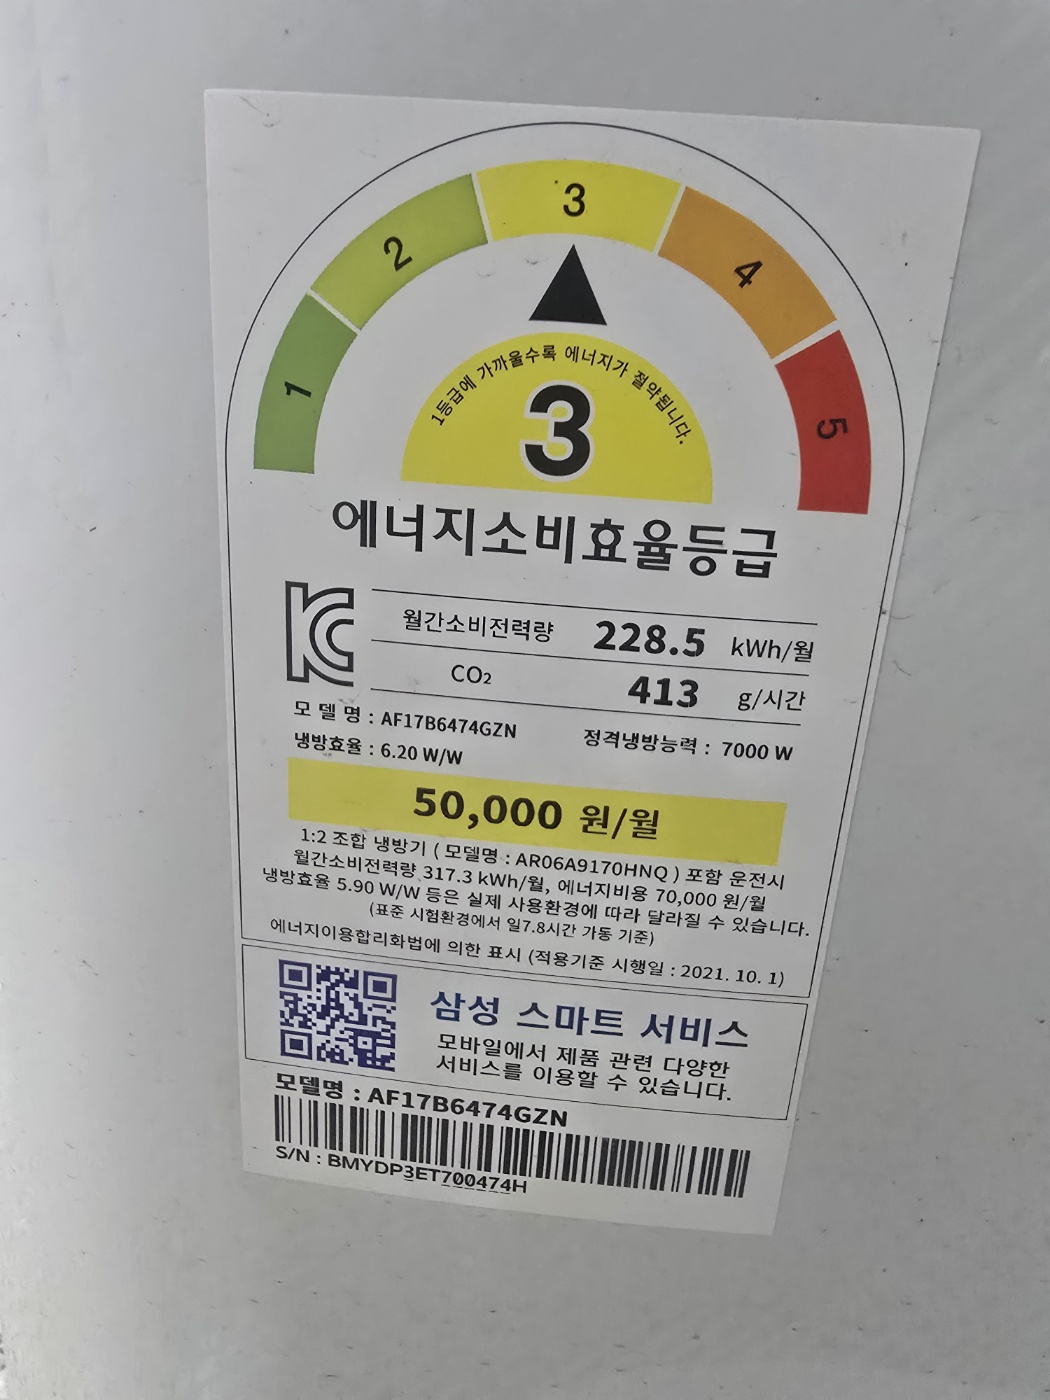 1
2
3
4
5
1등급에 가까울수록 에너지가 절약됩니다.
3
에너지소비효율등급
월간소비전력량 228.5 kWh/월
CO₂ 413 g/시간
모 델 명 : AF17B6474GZN
정격냉방능력 : 7000 W
냉방효율 : 6.20 W/W
50,000 원/월
1:2 조합 냉방기 ( 모델명 : AR06A9170HNQ ) 포함 운전시
월간소비전력량 317.3 kWh/월, 에너지비용 70,000 원/월
냉방효율 5.90 W/W 등은 실제 사용환경에 따라 달라질 수 있습니다.
(표준 시험환경에서 일7.8시간 가동 기준)
에너지이용합리화법에 의한 표시 (적용기준 시행일 : 2021. 10. 1)
삼성 스마트 서비스
모바일에서 제품 관련 다양한
서비스를 이용할 수 있습니다.
모델명 : AF17B6474GZN
S/N : BMYDP3ET700474H